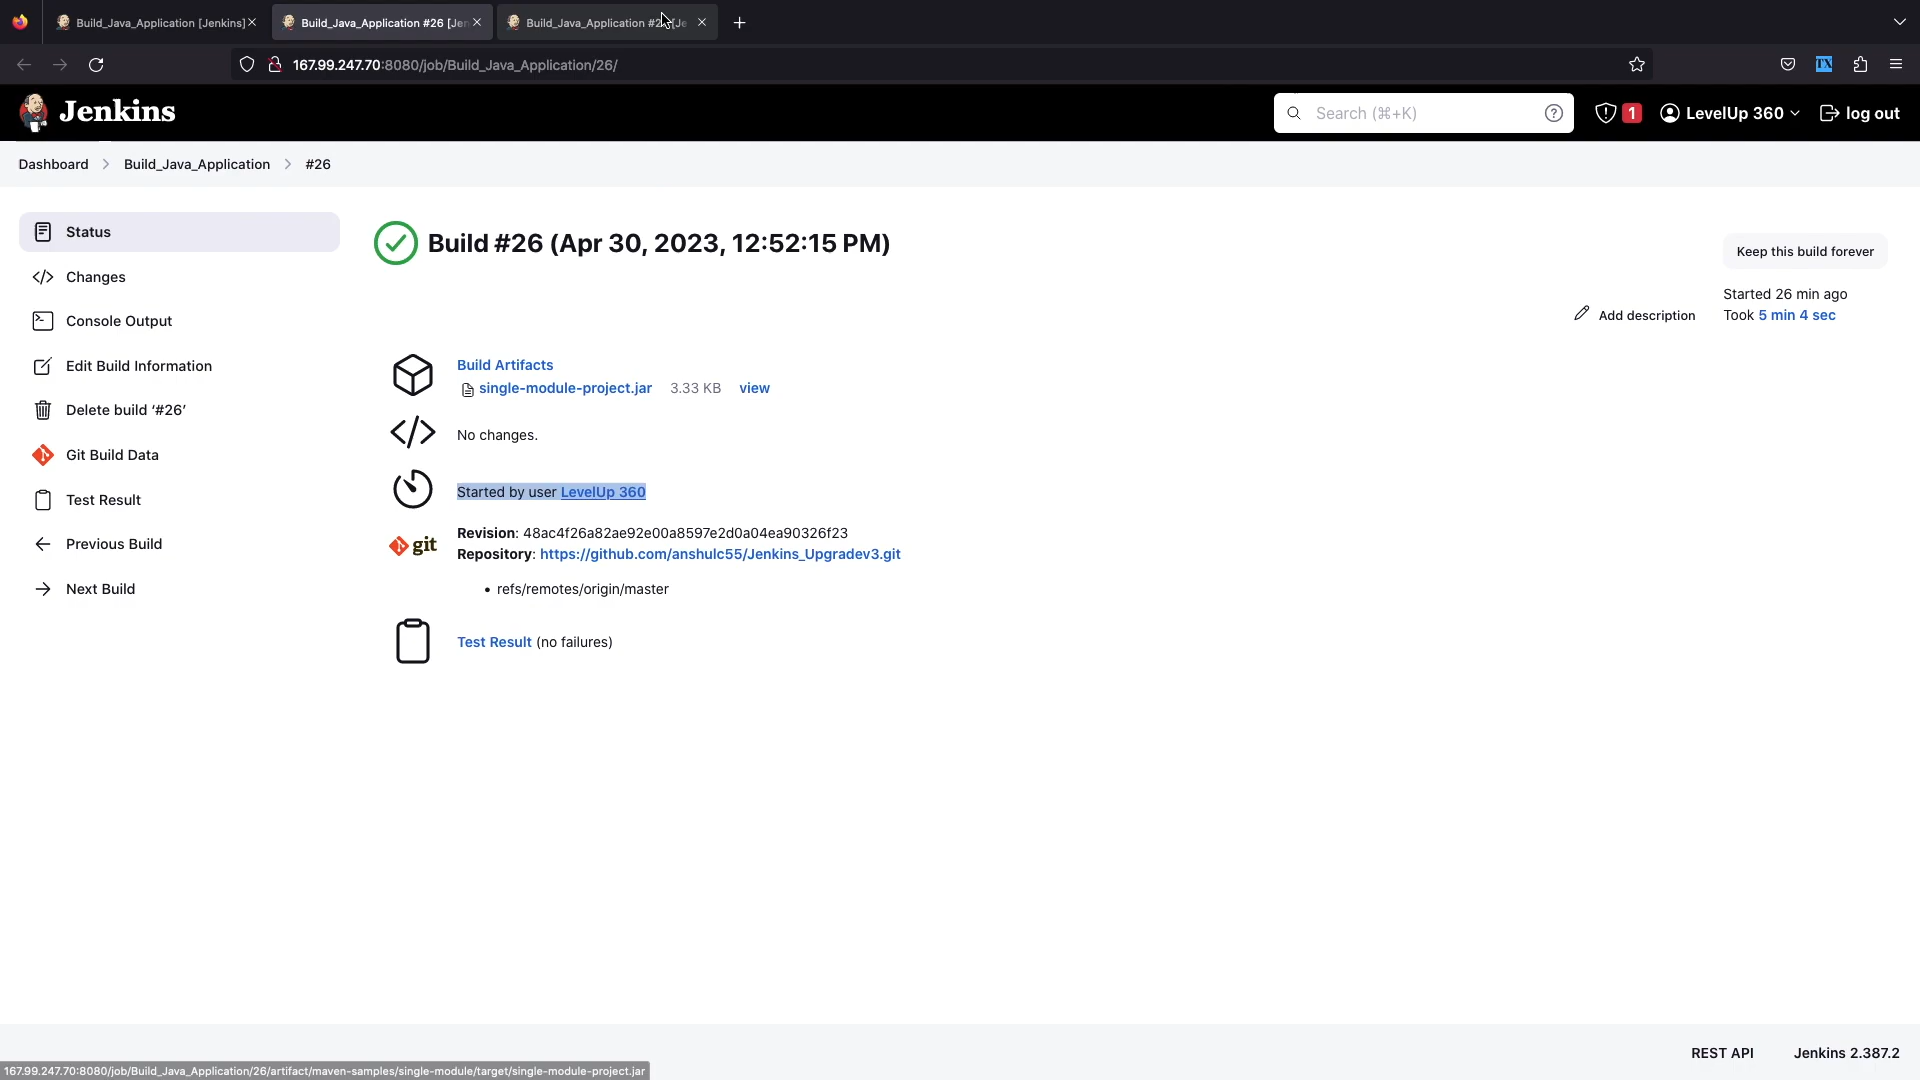 Build_Java_Application [Jenkins]
Build_Java_Application #26 [Jen
Build_Java_Application
167.99.247.70:8080/job/Build_Java_Application/26/
Jenkins
Search (⌘+K)
1
LevelUp 360
log out
Dashboard
Build_Java_Application
#26
Status
Changes
Console Output
Edit Build Information
Delete build ‘#26’
Git Build Data
Test Result
Previous Build
Next Build
Build #26 (Apr 30, 2023, 12:52:15 PM)
Keep this build forever
Add description
Started 26 min ago
Took 5 min 4 sec
Build Artifacts
single-module-project.jar 3.33 KB view
No changes.
Started by user LevelUp 360
git
Revision: 48ac4f26a82ae92e00a8597e2d0a04ea90326f23
Repository: https://github.com/anshulc55/Jenkins_Upgradev3.git
• refs/remotes/origin/master
Test Result (no failures)
REST API
Jenkins 2.387.2
167.99.247.70:8080/job/Build_Java_Application/26/artifact/maven-samples/single-module/target/single-module-project.jar